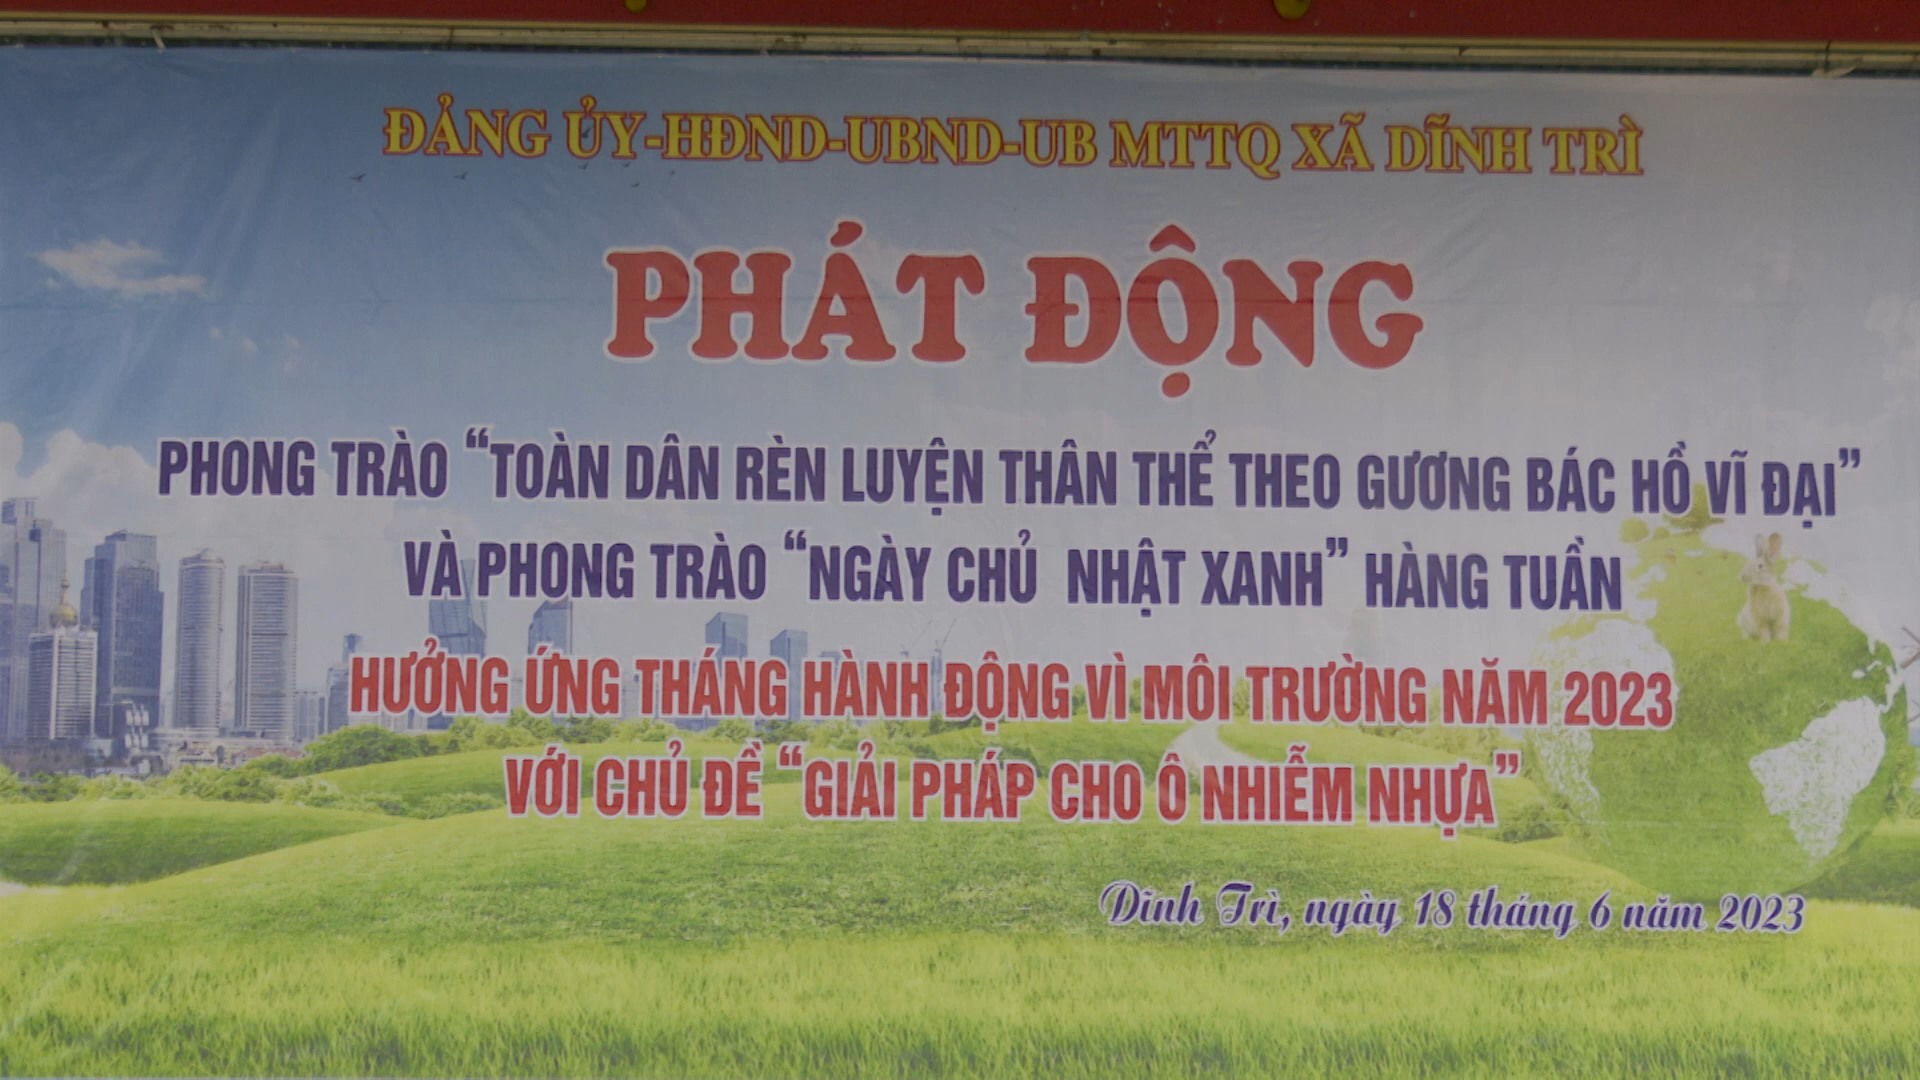 ĐẢNG ỦY-HĐND-UBND-UB MTTQ XÃ DĨNH TRÌ
PHÁT ĐỘNG
PHONG TRÀO “TOÀN DÂN RÈN LUYỆN THÂN THỂ THEO GƯƠNG BÁC HỒ VĨ ĐẠI”
VÀ PHONG TRÀO “NGÀY CHỦ NHẬT XANH” HÀNG TUẦN
HƯỞNG ỨNG THÁNG HÀNH ĐỘNG VÌ MÔI TRƯỜNG NĂM 2023
VỚI CHỦ ĐỀ “GIẢI PHÁP CHO Ô NHIỄM NHỰA”
Dĩnh Trì, ngày 18 tháng 6 năm 2023